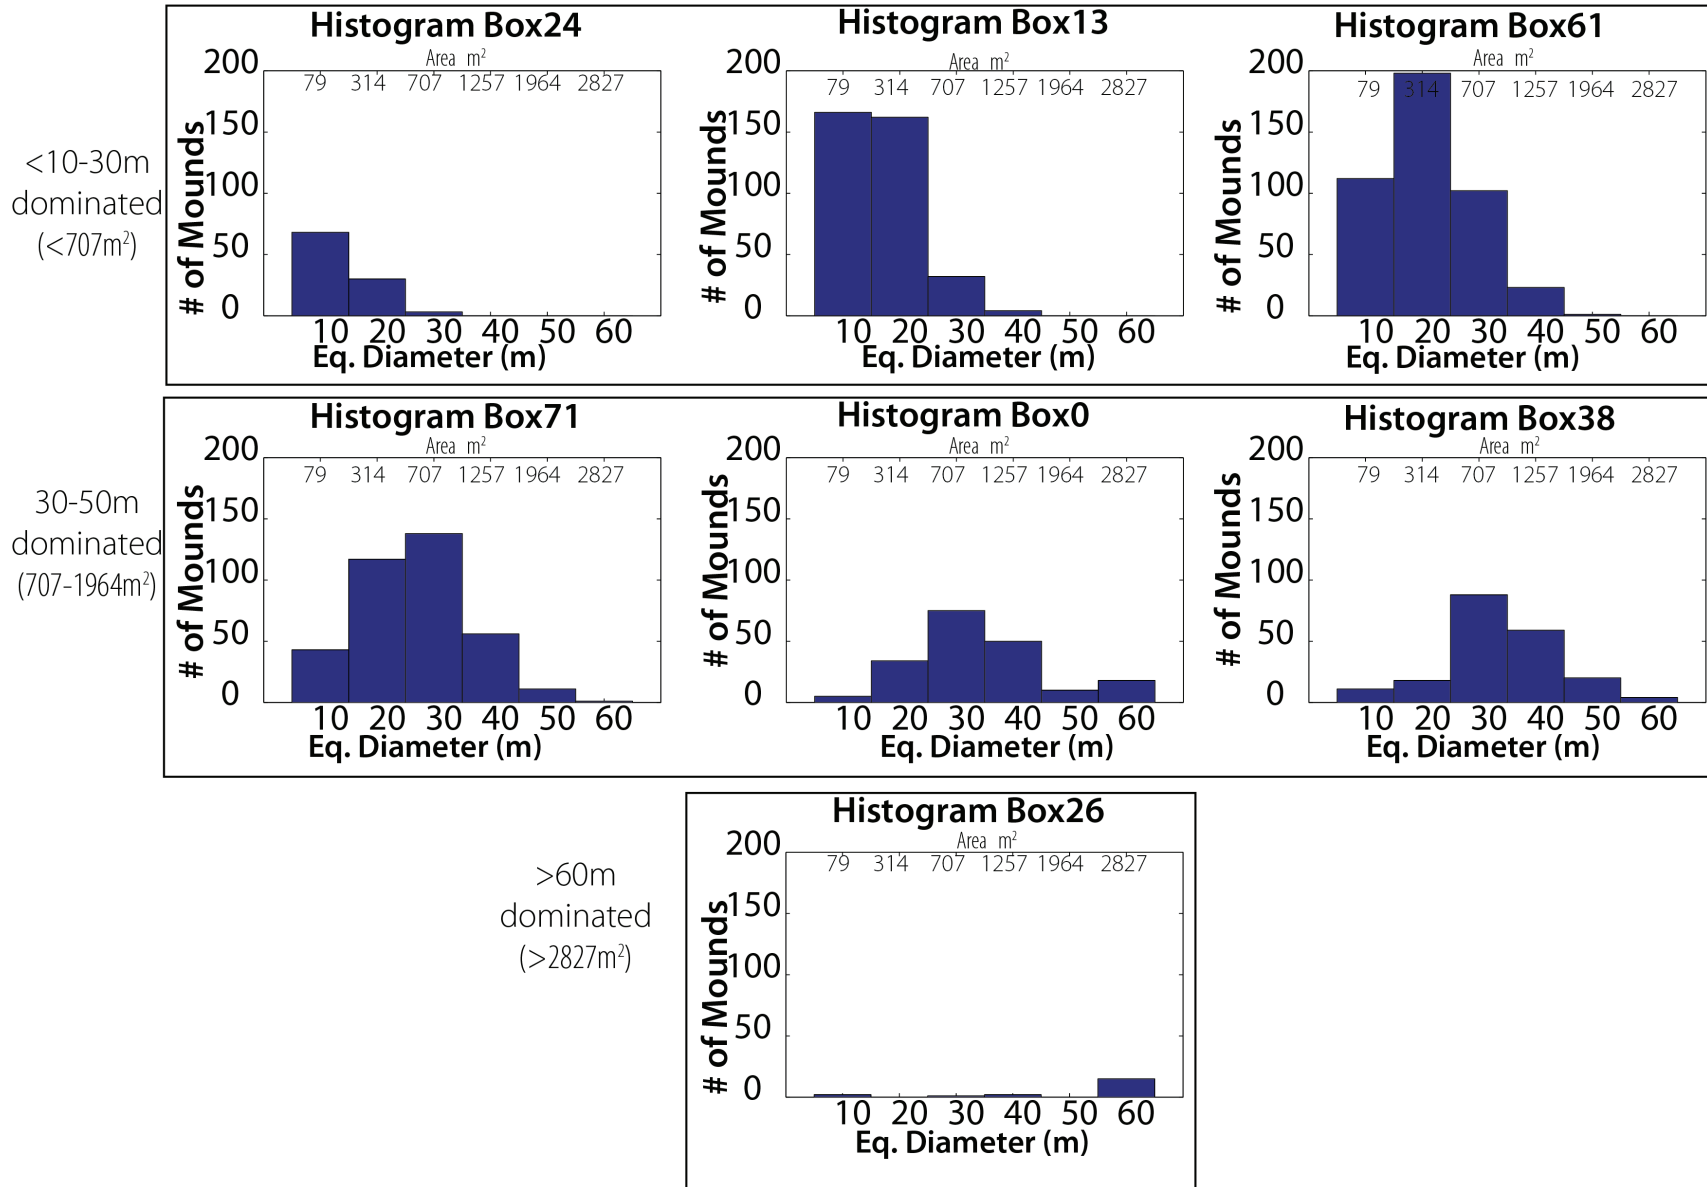 <10-30m
dominated
(<707m²)
Histogram Box24
Area m²
79 314 707 1257 1964 2827
200
150
100
50
0
# of Mounds
10 20 30 40 50 60
Eq. Diameter (m)
Histogram Box13
Area m²
79 314 707 1257 1964 2827
200
150
100
50
0
# of Mounds
10 20 30 40 50 60
Eq. Diameter (m)
Histogram Box61
Area m²
79 314 707 1257 1964 2827
200
150
100
50
0
# of Mounds
10 20 30 40 50 60
Eq. Diameter (m)
30-50m
dominated
(707-1964m²)
Histogram Box71
Area m²
79 314 707 1257 1964 2827
200
150
100
50
0
# of Mounds
10 20 30 40 50 60
Eq. Diameter (m)
Histogram Box0
Area m²
79 314 707 1257 1964 2827
200
150
100
50
0
# of Mounds
10 20 30 40 50 60
Eq. Diameter (m)
Histogram Box38
Area m²
79 314 707 1257 1964 2827
200
150
100
50
0
# of Mounds
10 20 30 40 50 60
Eq. Diameter (m)
>60m
dominated
(>2827m²)
Histogram Box26
Area m²
79 314 707 1257 1964 2827
200
150
100
50
0
# of Mounds
10 20 30 40 50 60
Eq. Diameter (m)